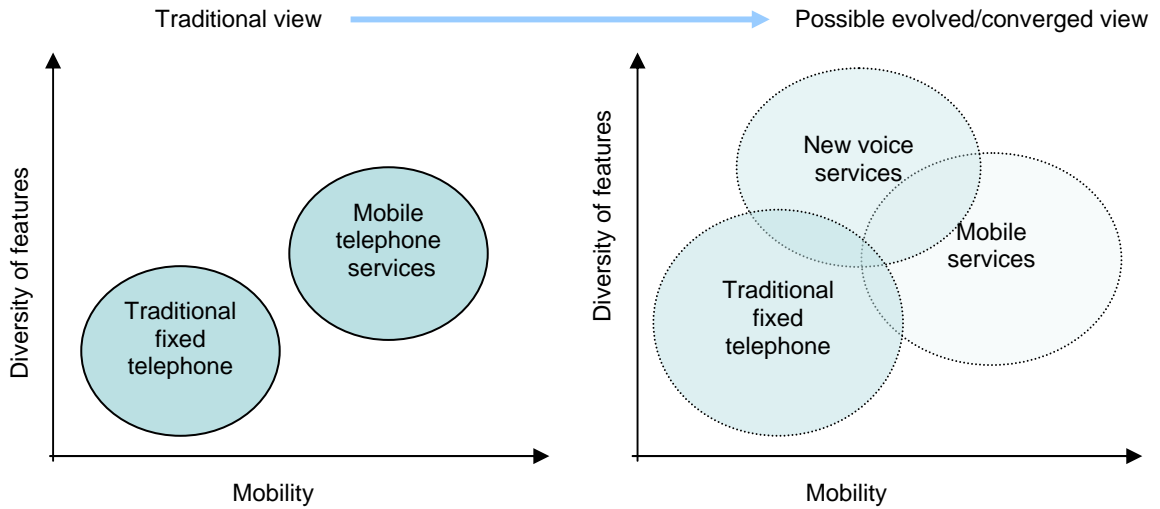 Traditional view
Possible evolved/converged view
Diversity of features
Mobile
telephone
services
Traditional
fixed
telephone
Mobility
Diversity of features
New voice
services
Mobile
services
Traditional
fixed
telephone
Mobility